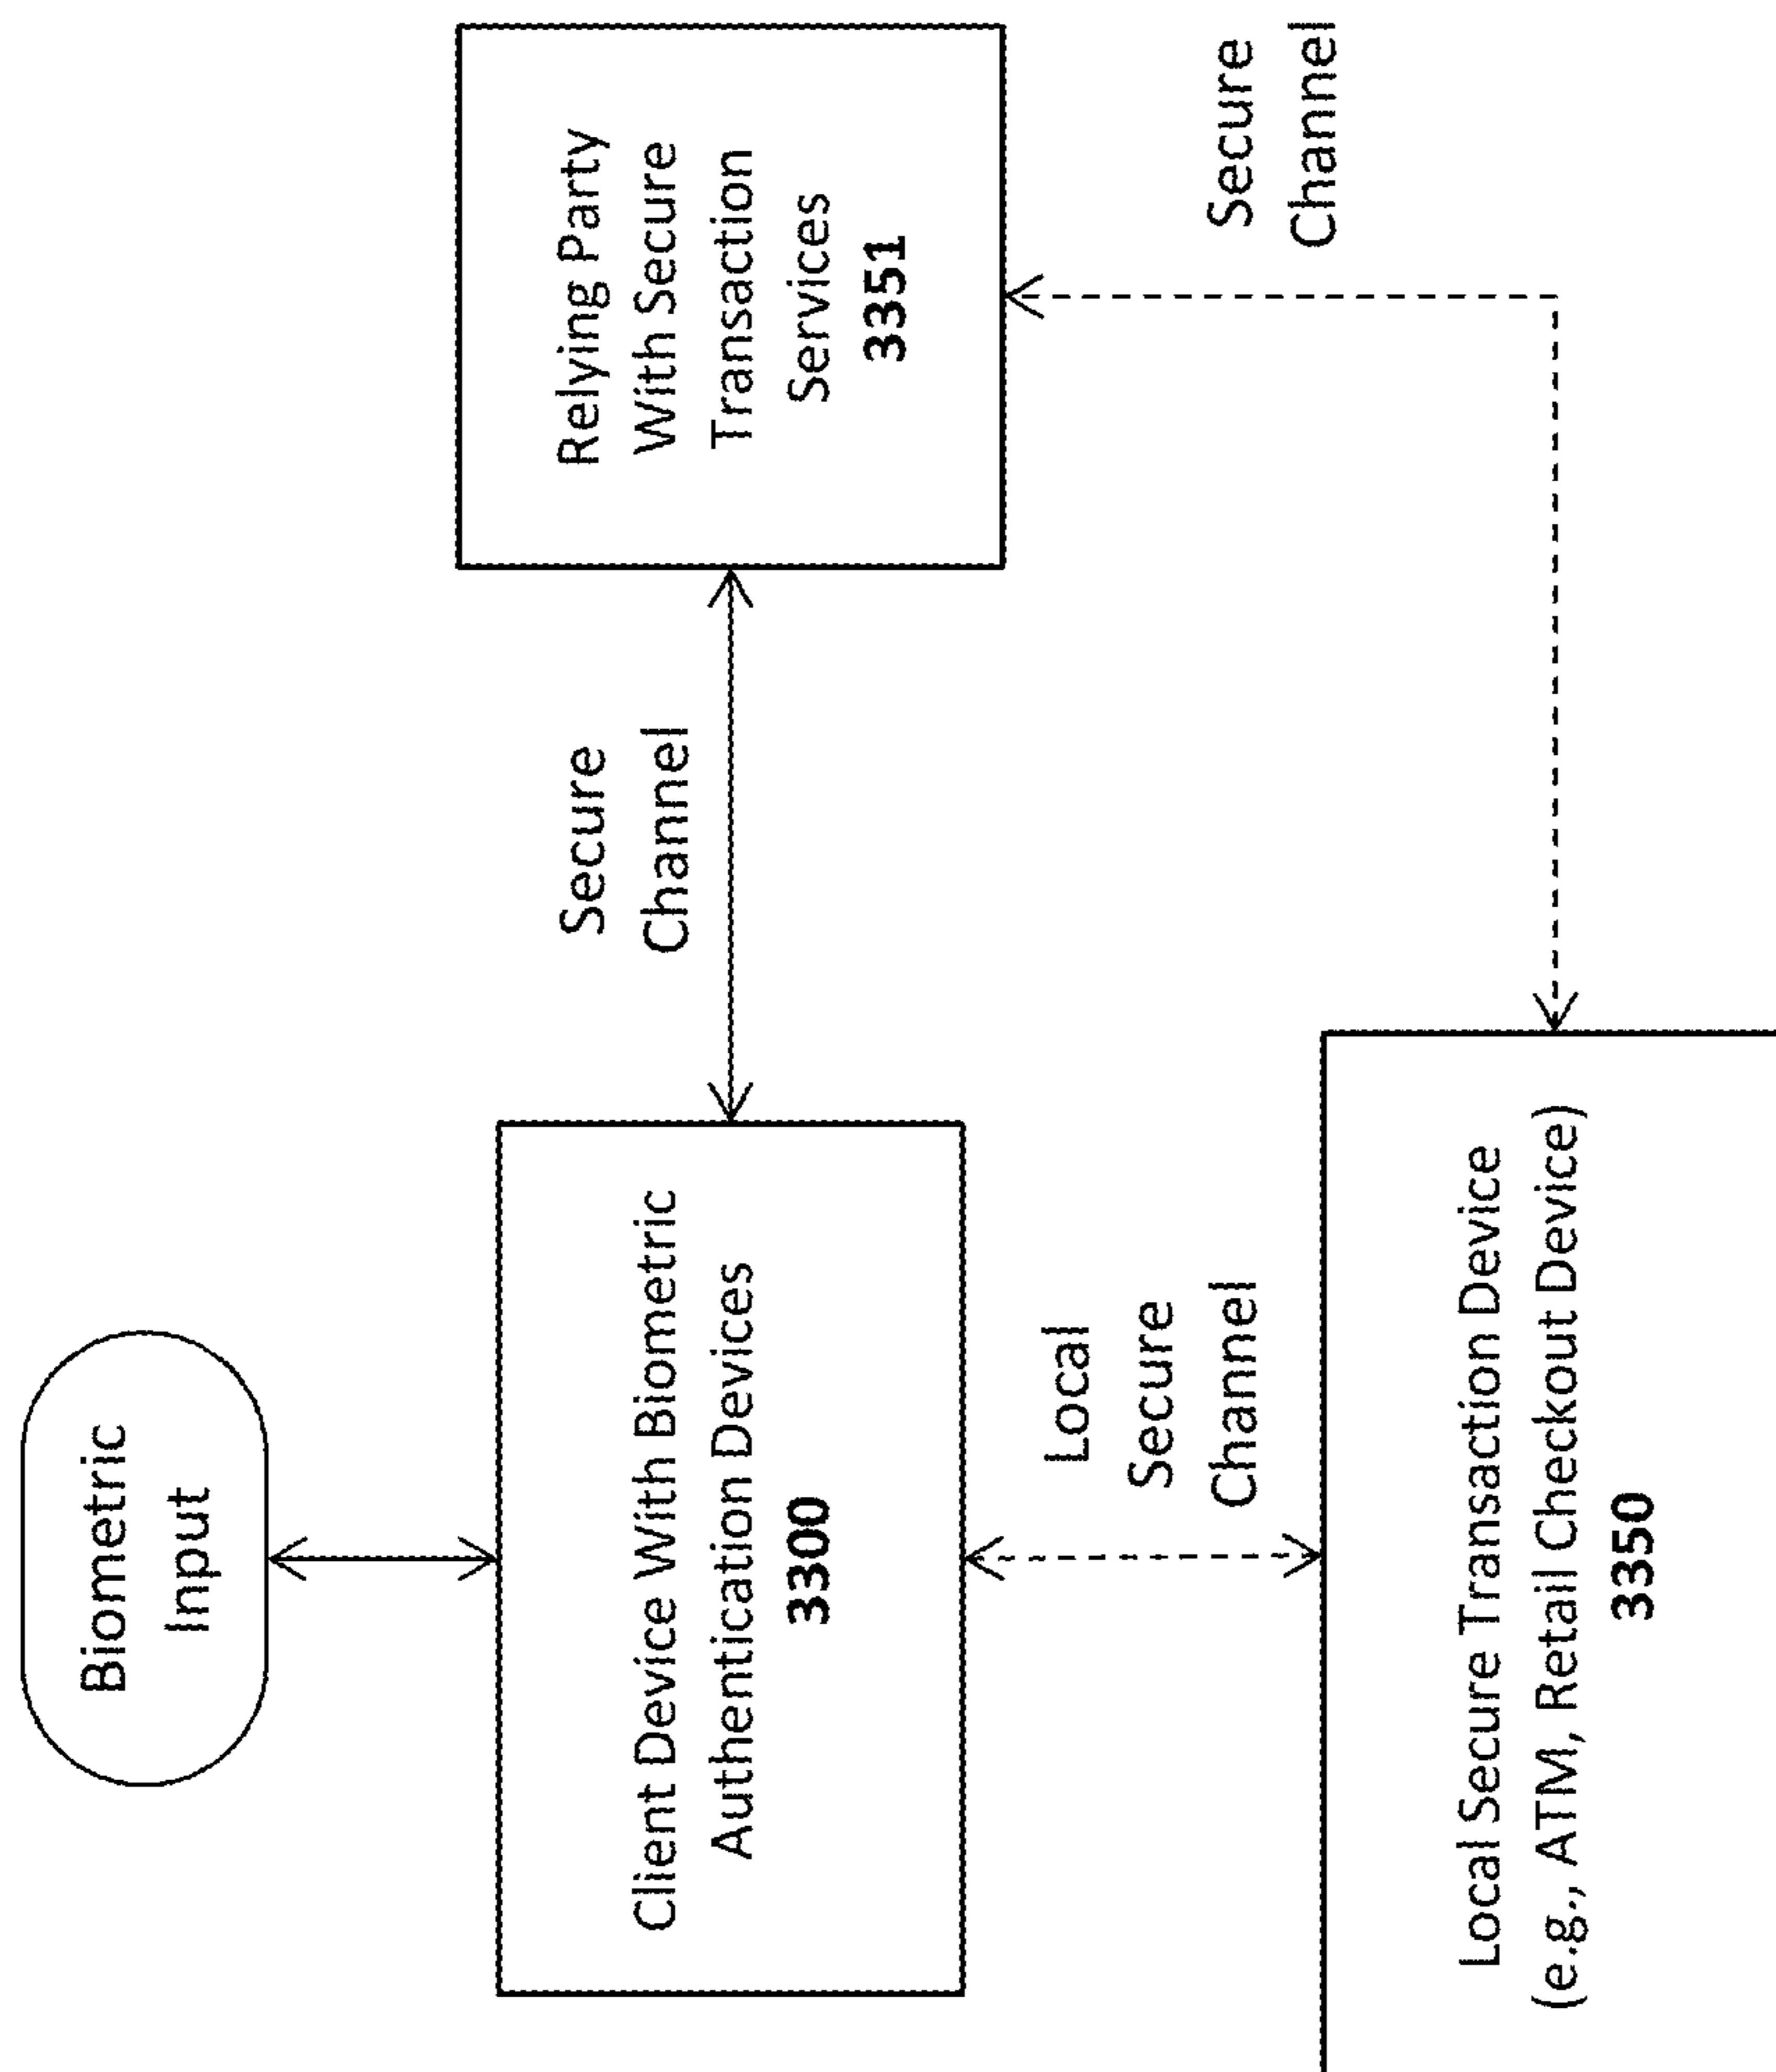 Biometric
Input
Client Device With Biometric
Authentication Devices
3300
Secure
Channel
Relying Party
With Secure
Transaction
Services
3351
Local
Secure
Channel
Secure
Channel
Local Secure Transaction Device
(e.g., ATM, Retail Checkout Device)
3350